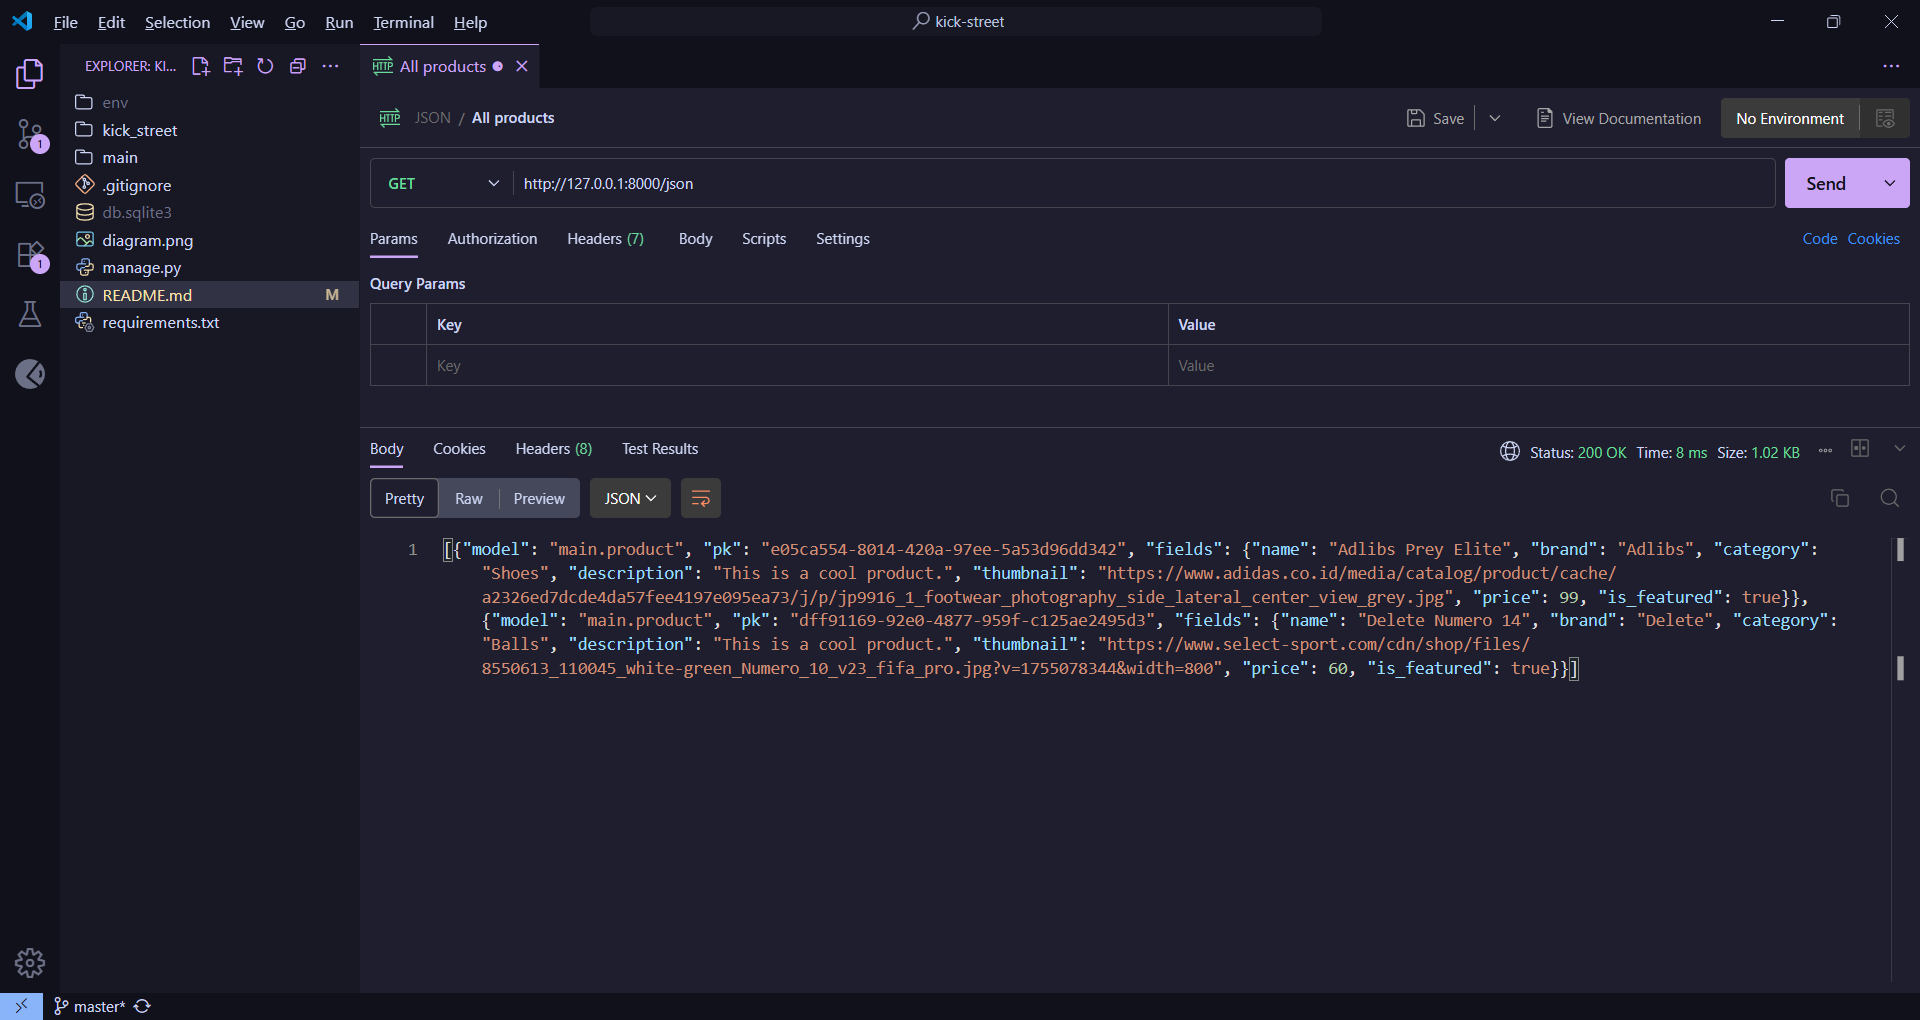 File Edit Selection View Go Run Terminal Help
kick-street
EXPLORER: KI...
env
kick_street
main
.gitignore
db.sqlite3
diagram.png
manage.py
README.md M
requirements.txt
1
1
HTTP All products
HTTP JSON / All products
Save
View Documentation
No Environment
GET http://127.0.0.1:8000/json
Send
Params Authorization Headers (7) Body Scripts Settings
Code Cookies
Query Params
Key Value
Key Value
Body Cookies Headers (8) Test Results
Status: 200 OK Time: 8 ms Size: 1.02 KB
Pretty Raw Preview JSON
1 [{"model": "main.product", "pk": "e05ca554-8014-420a-97ee-5a53d96dd342", "fields": {"name": "Adlibs Prey Elite", "brand": "Adlibs", "category":
"Shoes", "description": "This is a cool product.", "thumbnail": "https://www.adidas.co.id/media/catalog/product/cache/
a2326ed7dcde4da57fee4197e095ea73/j/p/jp9916_1_footwear_photography_side_lateral_center_view_grey.jpg", "price": 99, "is_featured": true}},
{"model": "main.product", "pk": "dff91169-92e0-4877-959f-c125ae2495d3", "fields": {"name": "Delete Numero 14", "brand": "Delete", "category":
"Balls", "description": "This is a cool product.", "thumbnail": "https://www.select-sport.com/cdn/shop/files/
8550613_110045_white-green_Numero_10_v23_fifa_pro.jpg?v=1755078344&width=800", "price": 60, "is_featured": true}}]
master*